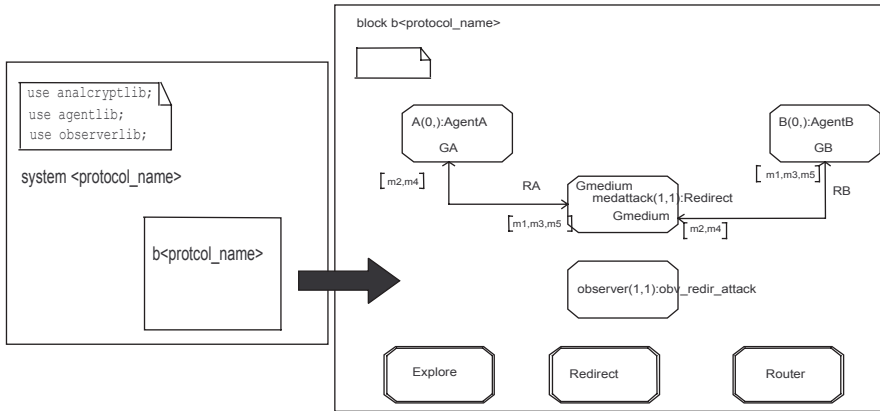 use analcryptlib;
use agentlib;
use observerlib;
system <protocol_name>
b<protcol_name>
block b<protocol_name>
A(0,):AgentA
GA
[m2,m4]
RA
[m1,m3,m5]
Gmedium
medattack(1,1):Redirect
Gmedium
B(0,):AgentB
GB
[m1,m3,m5]
RB
[m2,m4]
observer(1,1):obv_redir_attack
Explore
Redirect
Router